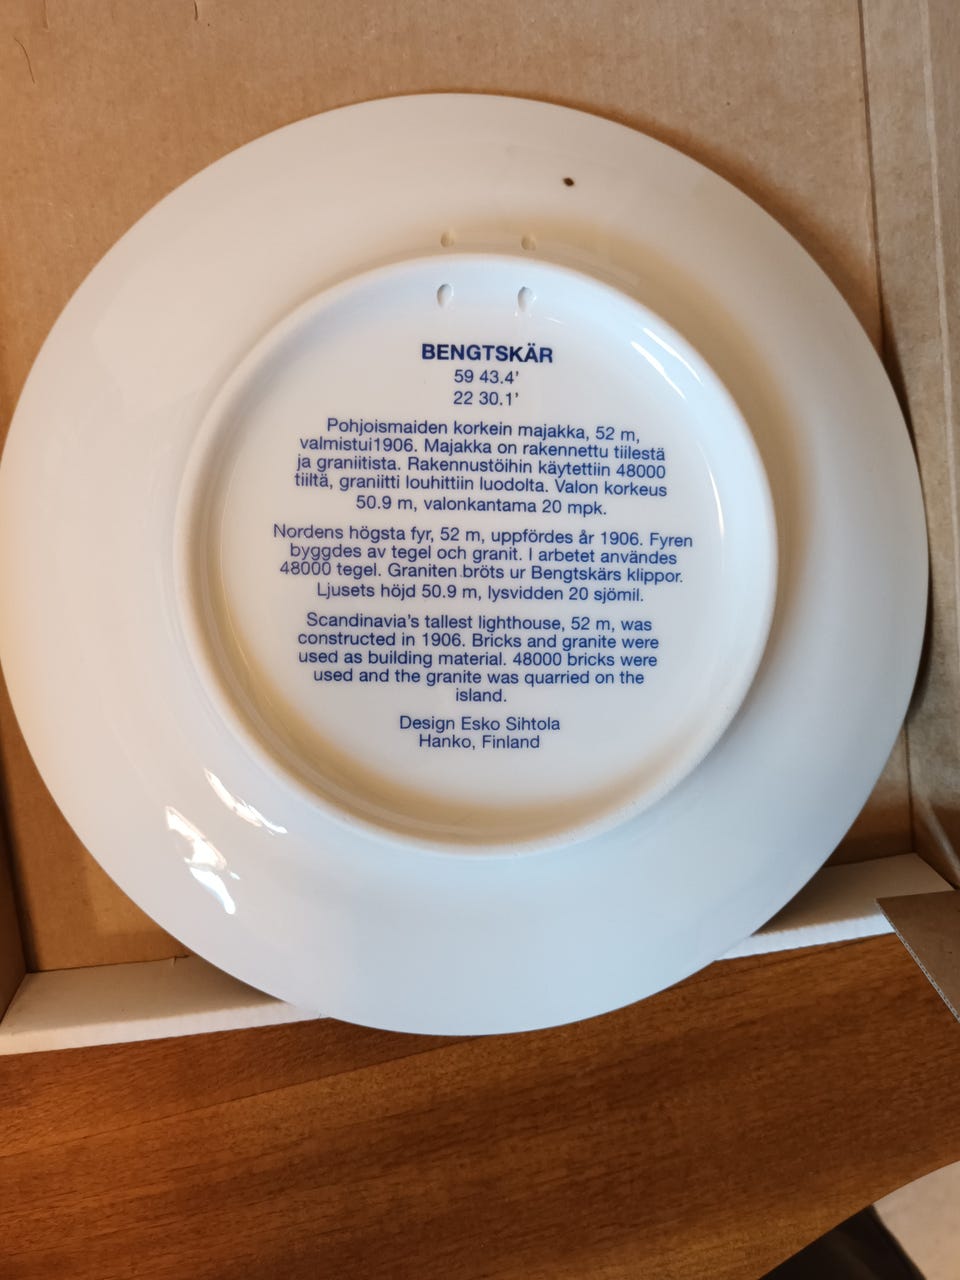 BENGTSKÄR
59 43.4'
22 30.1'
Pohjoismaiden korkein majakka, 52 m,
valmistui1906. Majakka on rakennettu tiilestä
ja graniitista. Rakennustöihin käytettiin 48000
tiiltä, graniitti louhittiin luodolta. Valon korkeus
50.9 m, valonkantama 20 mpk.
Nordens högsta fyr, 52 m, uppfördes år 1906. Fyren
byggdes av tegel och granit. I arbetet användes
48000 tegel. Graniten bröts ur Bengtskärs klippor.
Ljusets höjd 50.9 m, lysvidden 20 sjömil.
Scandinavia's tallest lighthouse, 52 m, was
constructed in 1906. Bricks and granite were
used as building material. 48000 bricks were
used and the granite was quarried on the
island.
Design Esko Sihtola
Hanko, Finland